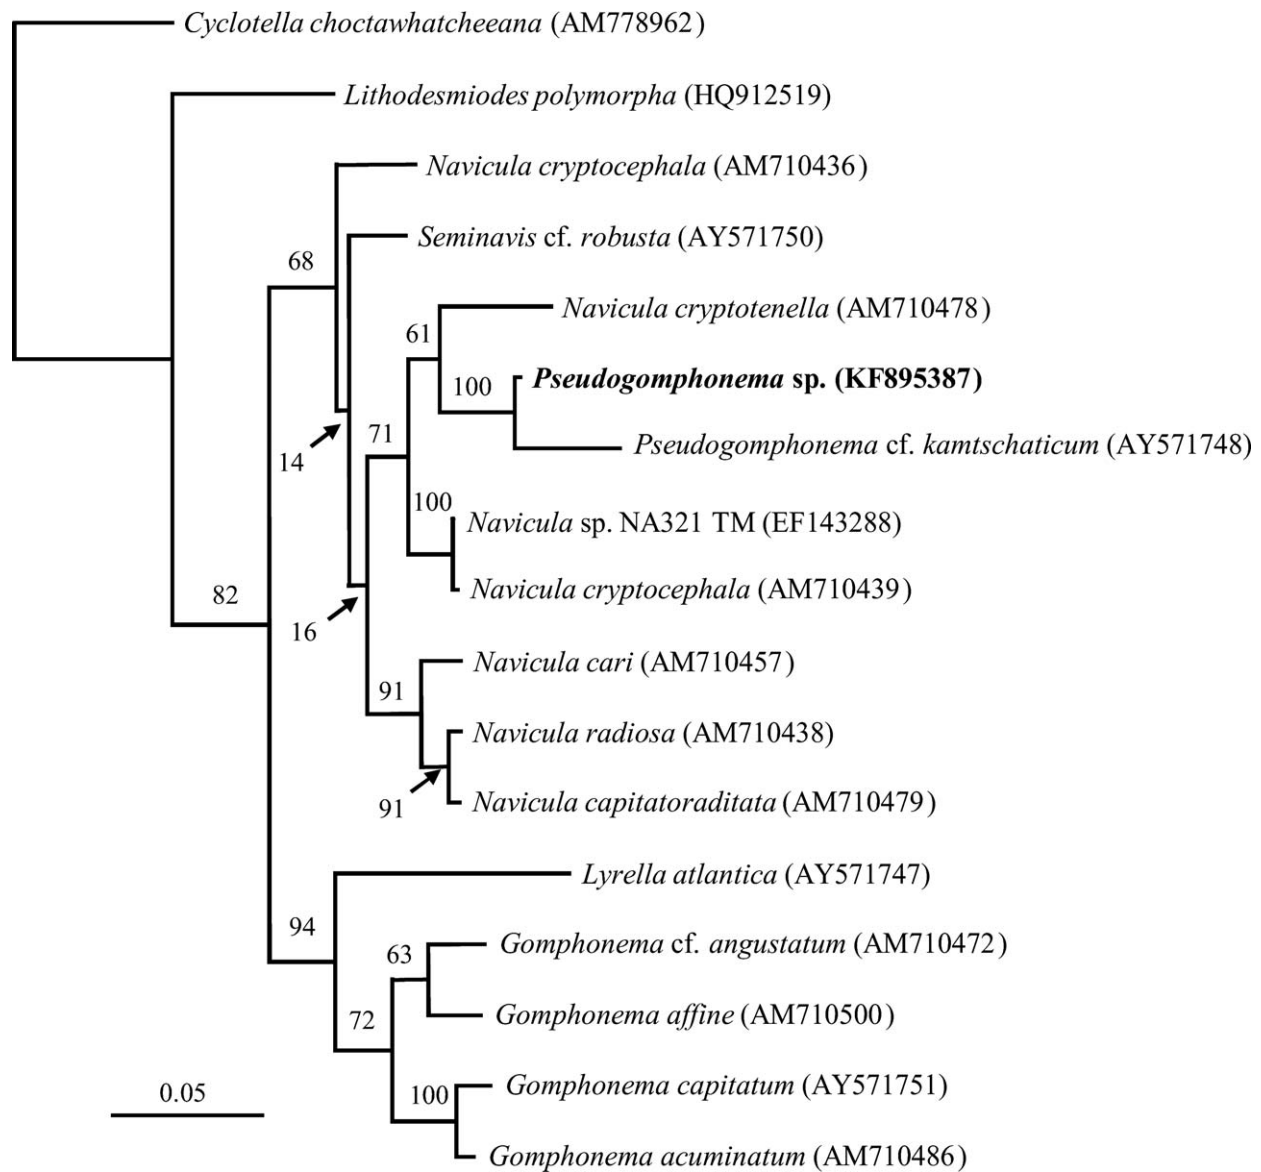 Cyclotella choctawhatcheeana (AM778962)
Lithodesmiodes polymorpha (HQ912519)
Navicula cryptocephala (AM710436)
Seminavis cf. robusta (AY571750)
68
Navicula cryptotenella (AM710478)
61
Pseudogomphonema sp. (KF895387)
100
71
Pseudogomphonema cf. kamtschaticum (AY571748)
14
100
Navicula sp. NA321 TM (EF143288)
Navicula cryptocephala (AM710439)
82
16
Navicula cari (AM710457)
91
Navicula radiosa (AM710438)
Navicula capitatoraditata (AM710479)
91
Lyrella atlantica (AY571747)
94
Gomphonema cf. angustatum (AM710472)
63
Gomphonema affine (AM710500)
72
Gomphonema capitatum (AY571751)
100
0.05
Gomphonema acuminatum (AM710486)